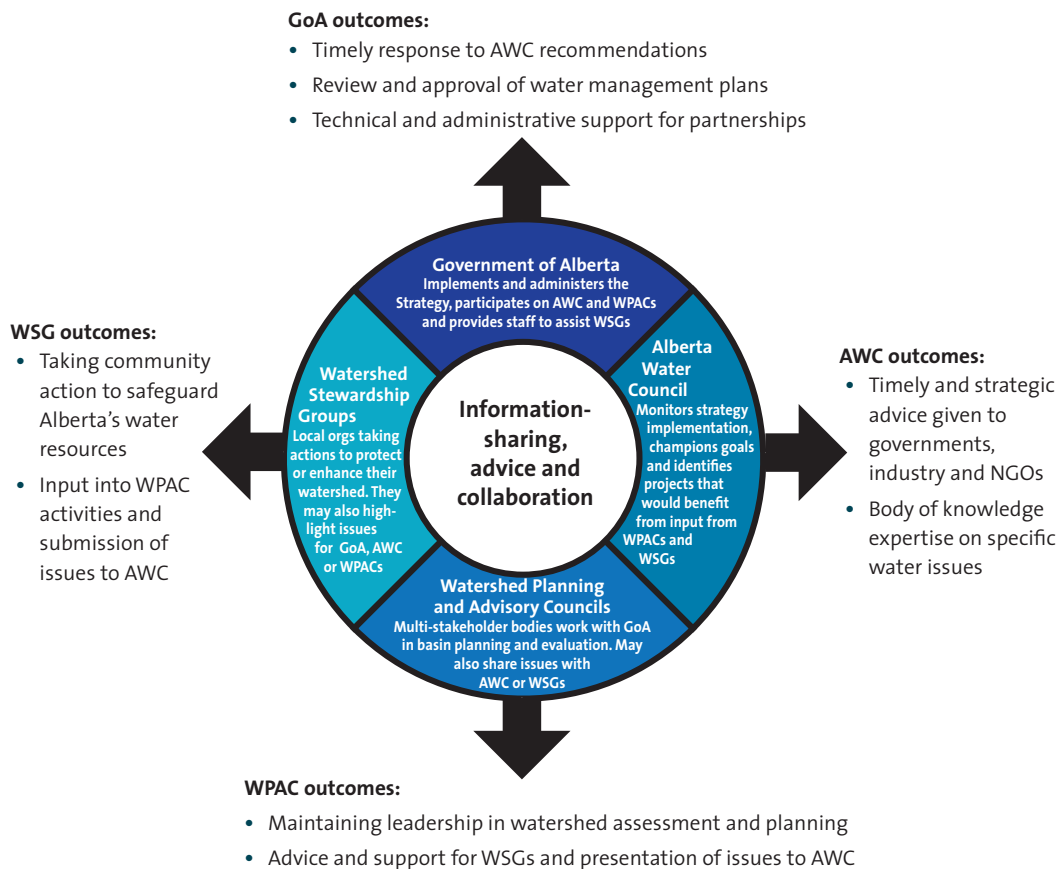 GoA outcomes:
• Timely response to AWC recommendations
• Review and approval of water management plans
• Technical and administrative support for partnerships
Government of Alberta
Implements and administers the
Strategy, participates on AWC and WPACs
and provides staff to assist WSGs
WSG outcomes:
• Taking community
action to safeguard
Alberta's water
resources
• Input into WPAC
activities and
submission of
issues to AWC
Watershed
Stewardship
Groups
Local orgs taking
actions to protect
or enhance their
watershed. They
may also high-
light issues
for GoA, AWC
or WPACs
Information-
sharing,
advice and
collaboration
Alberta
Water
Council
Monitors strategy
implementation,
champions goals
and identifies
projects that
would benefit
from input from
WPACs and
WSGs
AWC outcomes:
• Timely and strategic
advice given to
governments,
industry and NGOs
• Body of knowledge
expertise on specific
water issues
Watershed Planning
and Advisory Councils
Multi-stakeholder bodies work with GoA
in basin planning and evaluation. May
also share issues with
AWC or WSGs
WPAC outcomes:
• Maintaining leadership in watershed assessment and planning
• Advice and support for WSGs and presentation of issues to AWC